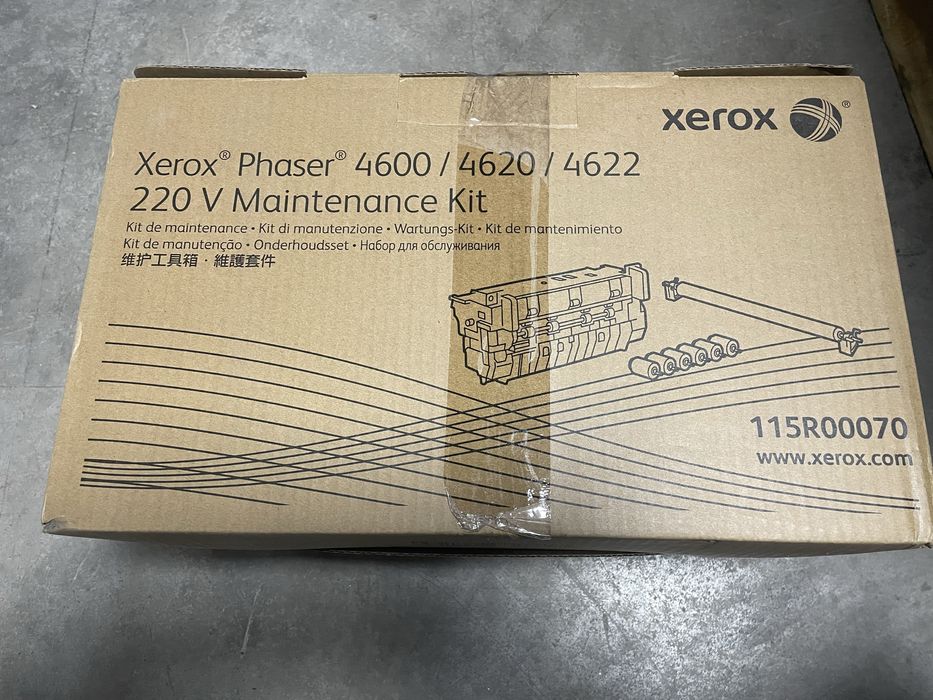 xerox ®
Xerox® Phaser® 4600 / 4620 / 4622
220 V Maintenance Kit
Kit de maintenance • Kit di manutenzione • Wartungs-Kit • Kit de mantenimiento
Kit de manutenção • Onderhoudsset • Набор для обслуживания
维护工具箱 · 維護套件
115R00070
www.xerox.com